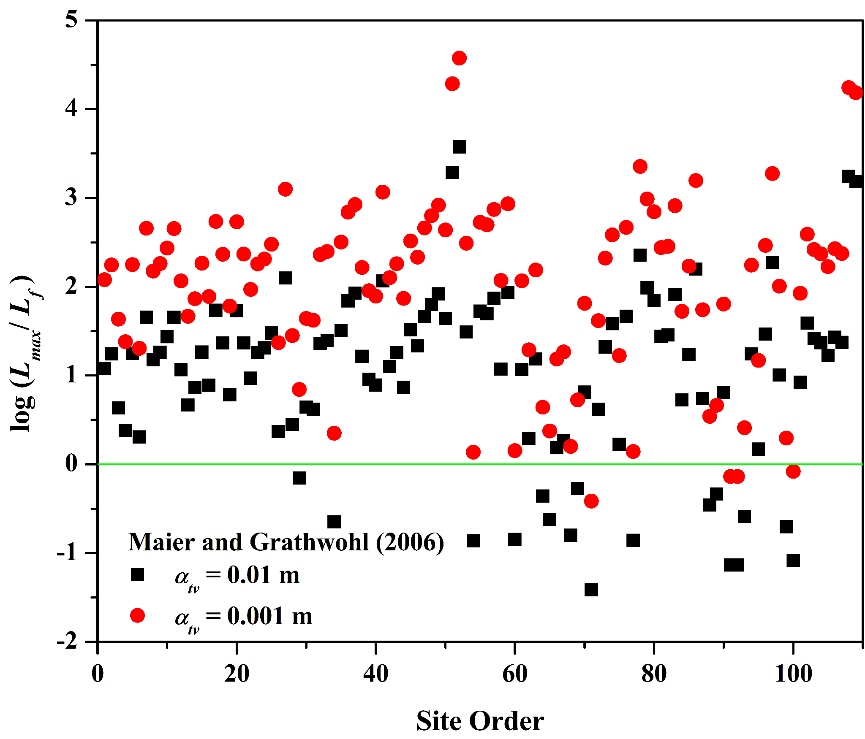 5
4
3
2
1
0
-1
-2
log (Lmax / Lf)
Maier and Grathwohl (2006)
αtv = 0.01 m
αtv = 0.001 m
0 20 40 60 80 100
Site Order